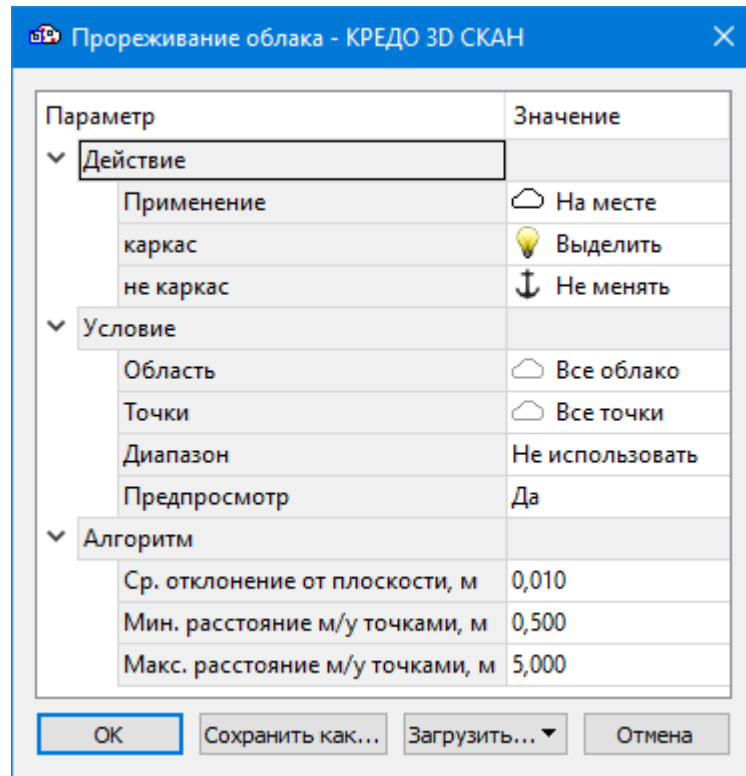 Прореживание облака - КРЕДО 3D СКАН
Параметр Значение
Действие
Применение На месте
каркас Выделить
не каркас Не менять
Условие
Область Все облако
Точки Все точки
Диапазон Не использовать
Предпросмотр Да
Алгоритм
Ср. отклонение от плоскости, м 0,010
Мин. расстояние м/у точками, м 0,500
Макс. расстояние м/у точками, м 5,000
ОК Сохранить как... Загрузить... Отмена